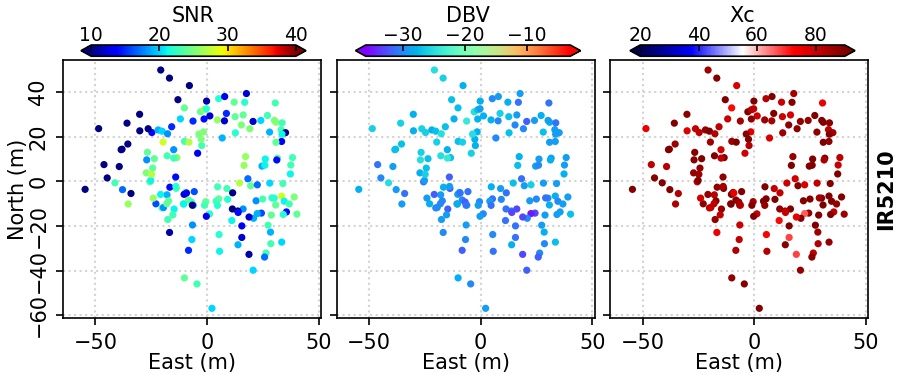 SNR DBV Xc
10 20 30 40 −30 −20 −10 20 40 60 80
North (m)
40
20
0
−20
−40
−60
−50 0 50 −50 0 50 −50 0 50
East (m) East (m) East (m)
IR5210